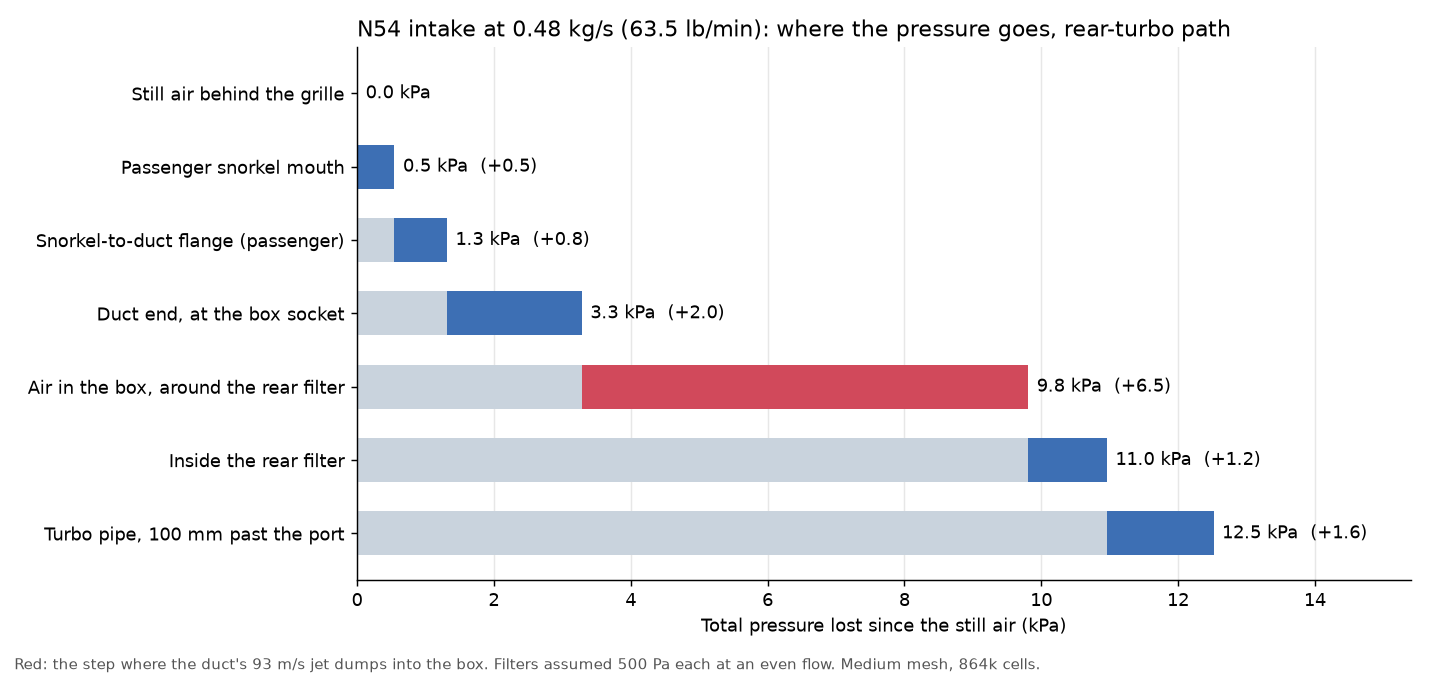 N54 intake at 0.48 kg/s (63.5 lb/min): where the pressure goes, rear-turbo path
Still air behind the grille 0.0 kPa
Passenger snorkel mouth 0.5 kPa (+0.5)
Snorkel-to-duct flange (passenger) 1.3 kPa (+0.8)
Duct end, at the box socket 3.3 kPa (+2.0)
Air in the box, around the rear filter 9.8 kPa (+6.5)
Inside the rear filter 11.0 kPa (+1.2)
Turbo pipe, 100 mm past the port 12.5 kPa (+1.6)
0 2 4 6 8 10 12 14
Total pressure lost since the still air (kPa)
Red: the step where the duct's 93 m/s jet dumps into the box. Filters assumed 500 Pa each at an even flow. Medium mesh, 864k cells.